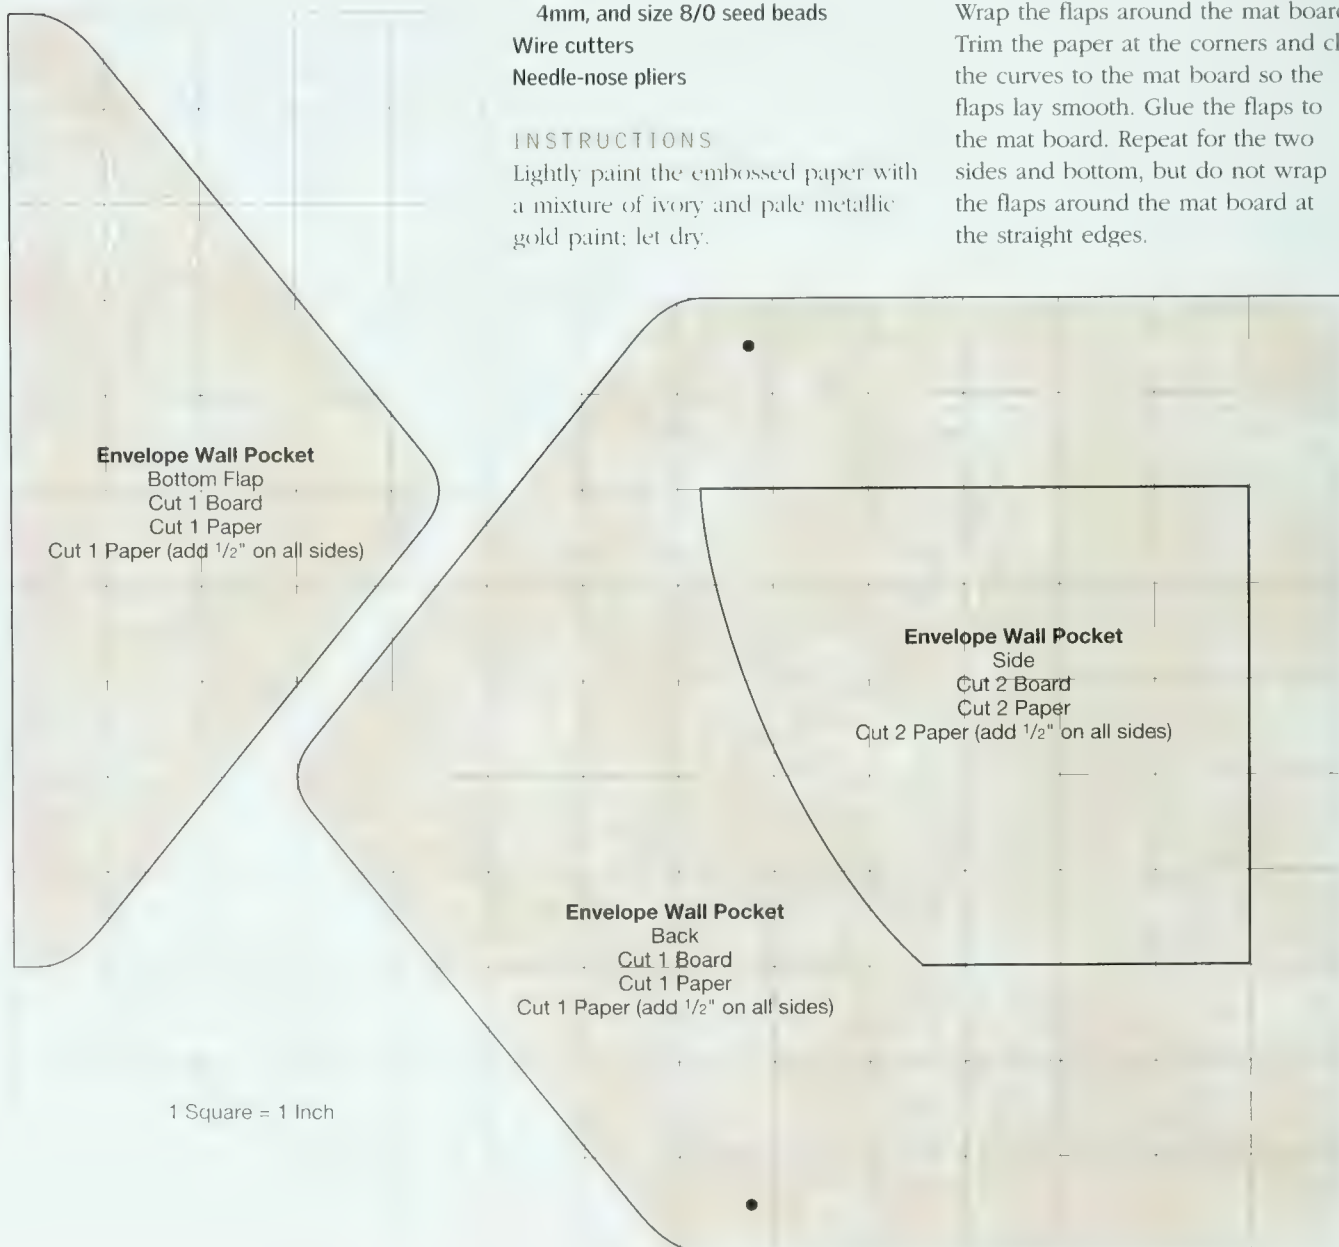 4mm, and size 8/0 seed beads
Wire cutters
Needle-nose pliers
INSTRUCTIONS
Lightly paint the embossed paper with
a mixture of ivory and pale metallic
gold paint; let dry.
Wrap the flaps around the mat board
Trim the paper at the corners and
the curves to the mat board so the
flaps lay smooth. Glue the flaps to
the mat board. Repeat for the two
sides and bottom, but do not wrap
the flaps around the mat board at
the straight edges.
Envelope Wall Pocket
Bottom Flap
Cut 1 Board
Cut 1 Paper
Cut 1 Paper (add 1/2" on all sides)
Envelope Wall Pocket
Side
Cut 2 Board
Cut 2 Paper
Cut 2 Paper (add 1/2" on all sides)
Envelope Wall Pocket
Back
Cut 1 Board
Cut 1 Paper
Cut 1 Paper (add 1/2" on all sides)
1 Square = 1 Inch